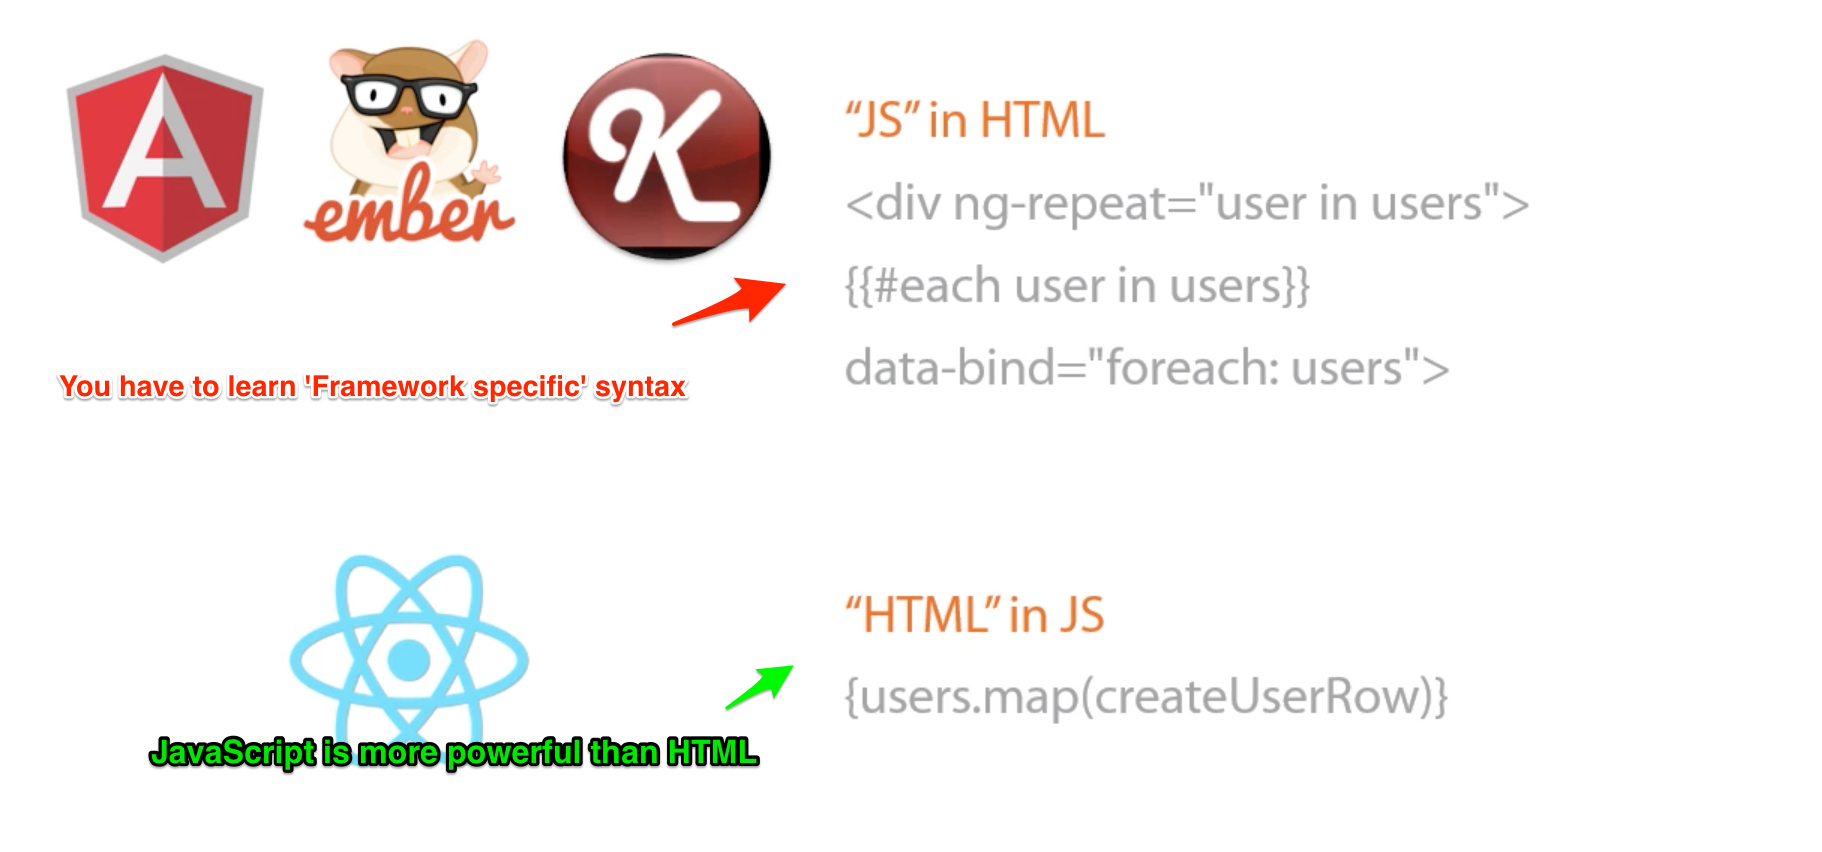 ember
K
“JS” in HTML
<div ng-repeat="user in users">
{{#each user in users}}
data-bind="foreach: users">
You have to learn 'Framework specific' syntax
“HTML” in JS
{users.map(createUserRow)}
JavaScript is more powerful than HTML